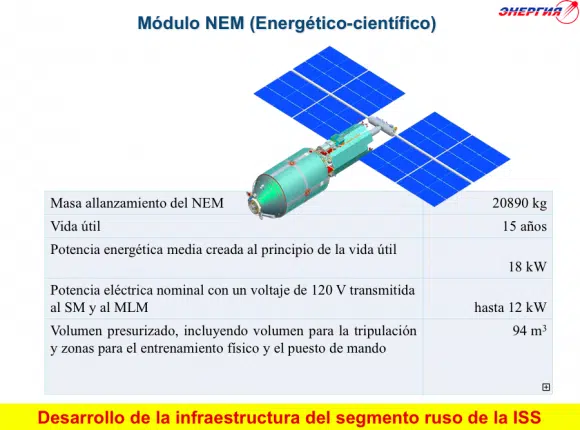 ЭНЕРГИЯ
Módulo NEM (Energético-científico)
Masa allanzamiento del NEM 20890 kg
Vida útil 15 años
Potencia energética media creada al principio de la vida útil
18 kW
Potencia eléctrica nominal con un voltaje de 120 V transmitida
al SM y al MLM hasta 12 kW
Volumen presurizado, incluyendo volumen para la tripulación 94 m³
y zonas para el entrenamiento físico y el puesto de mando
Desarrollo de la infraestructura del segmento ruso de la ISS